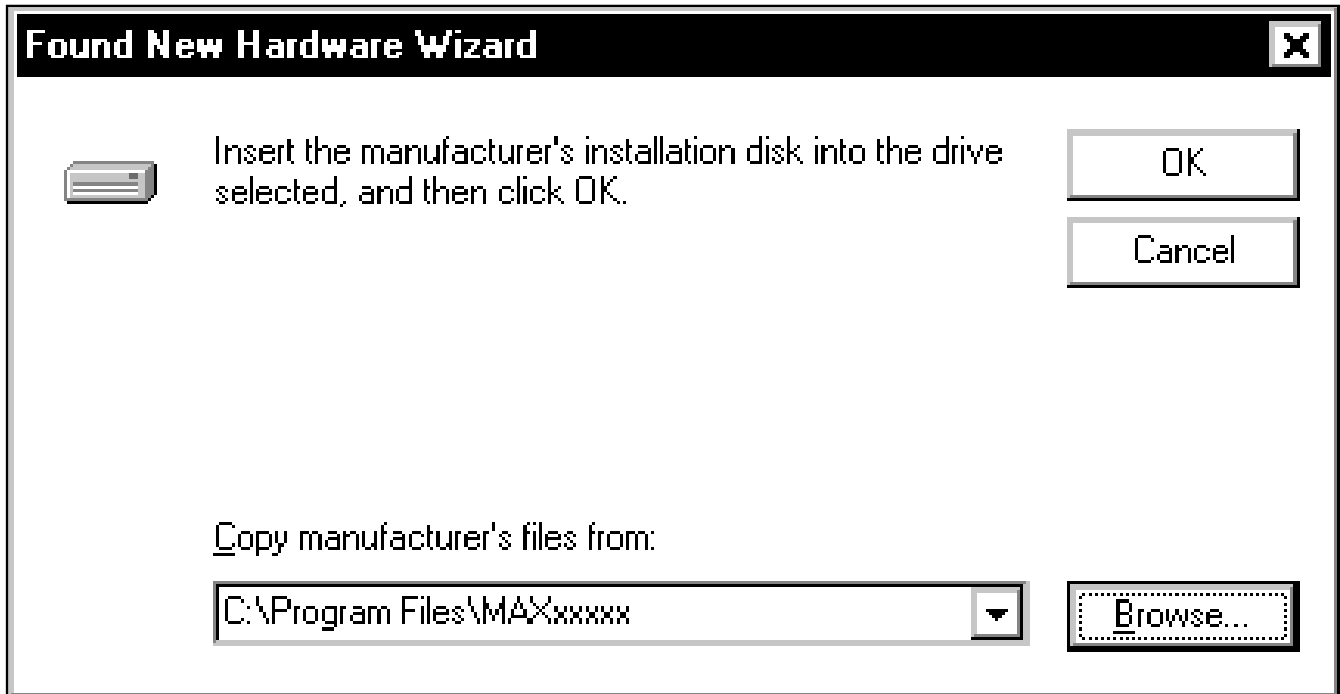 Found New Hardware Wizard
Insert the manufacturer's installation disk into the drive
selected, and then click OK.
OK
Cancel
Copy manufacturer's files from:
C:\Program Files\MAXxxxxx
Browse...